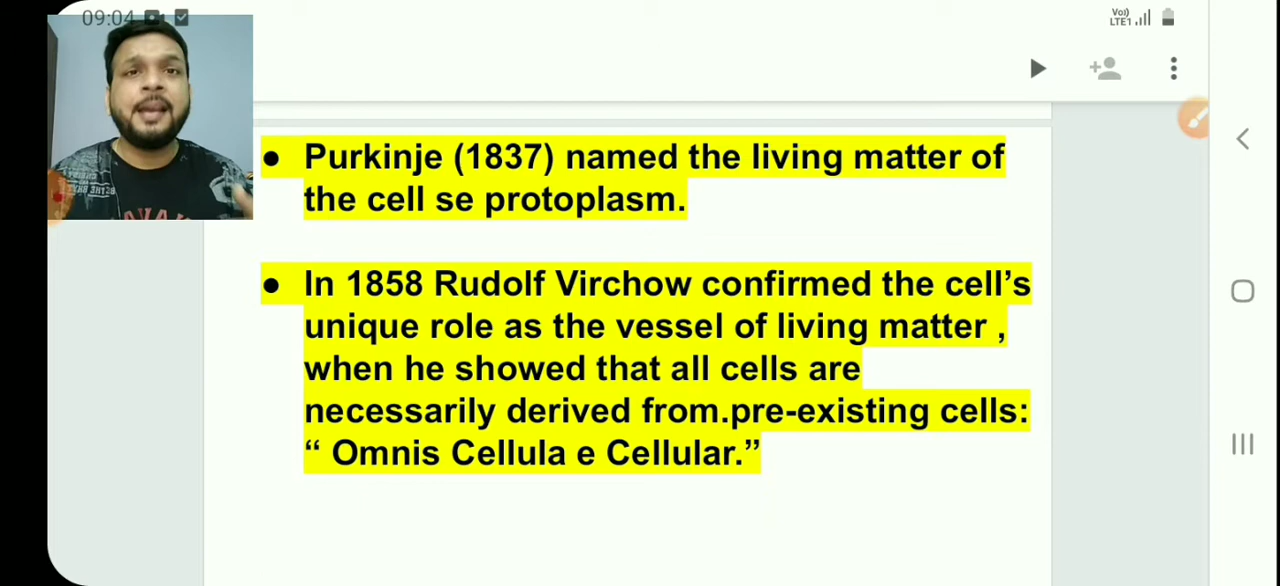 09:04
Vo)
LTE1
● Purkinje (1837) named the living matter of
the cell se protoplasm.
● In 1858 Rudolf Virchow confirmed the cell’s
unique role as the vessel of living matter ,
when he showed that all cells are
necessarily derived from.pre-existing cells:
“ Omnis Cellula e Cellular.”